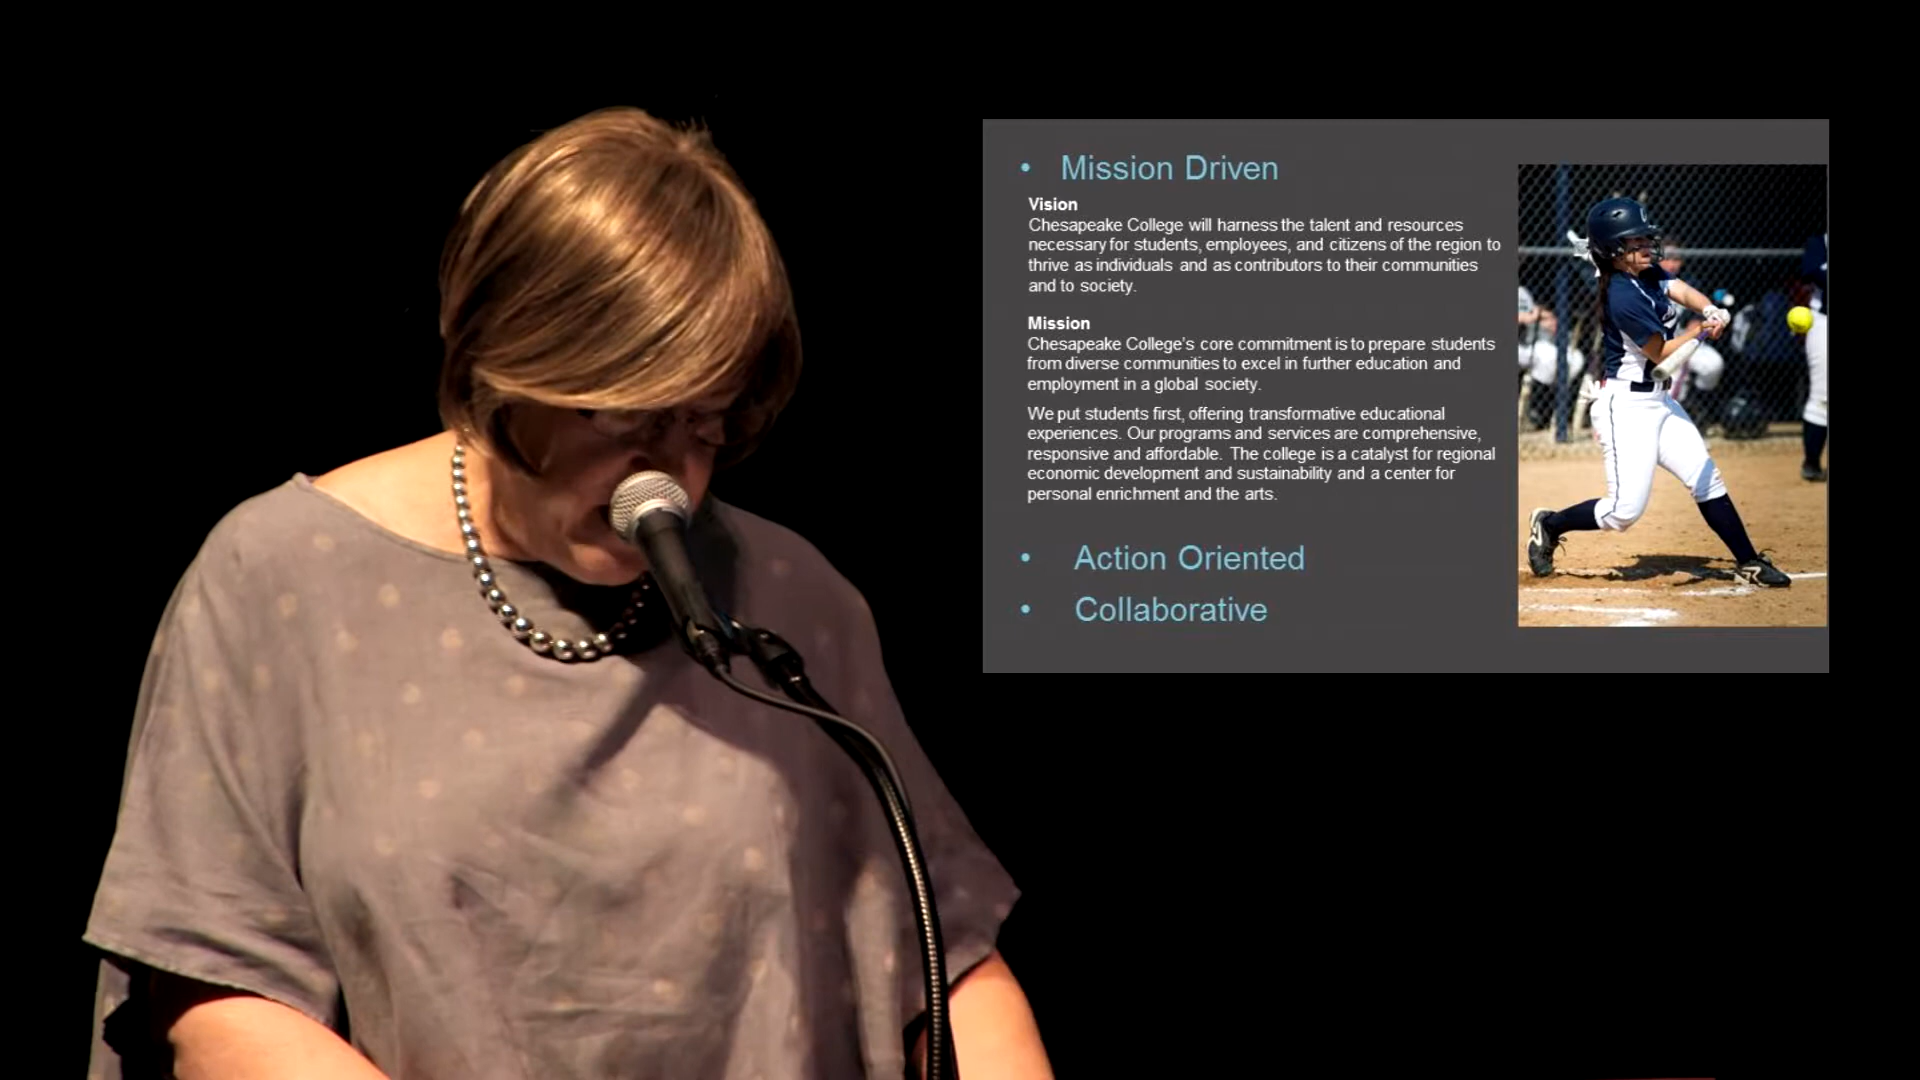 • Mission Driven
Vision
Chesapeake College will harness the talent and resources
necessary for students, employees, and citizens of the region to
thrive as individuals and as contributors to their communities
and to society.
Mission
Chesapeake College's core commitment is to prepare students
from diverse communities to excel in further education and
employment in a global society.
We put students first, offering transformative educational
experiences. Our programs and services are comprehensive,
responsive and affordable. The college is a catalyst for regional
economic development and sustainability and a center for
personal enrichment and the arts.
• Action Oriented
• Collaborative